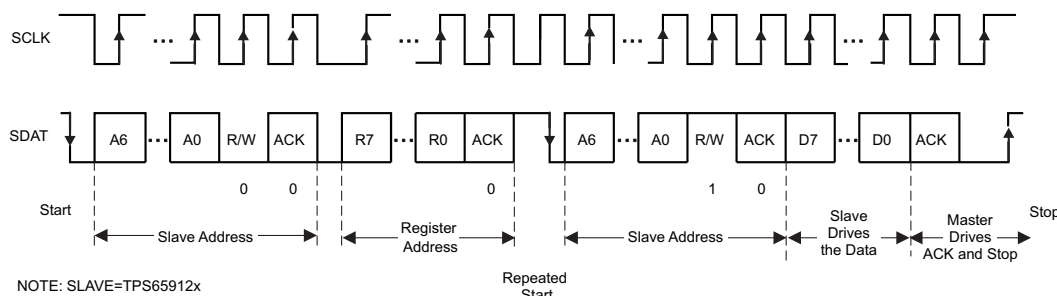 SCLK
... ... ... ...
SDAT A6 ... A0 R/W ACK R7 ... R0 ACK A6 ... A0 R/W ACK D7 ... D0 ACK
0 0 0 1 0
Start Slave Address Register Address Slave Address Slave Drives the Data Master Drives ACK and Stop Stop
Repeated Start
NOTE: SLAVE=TPS65912x